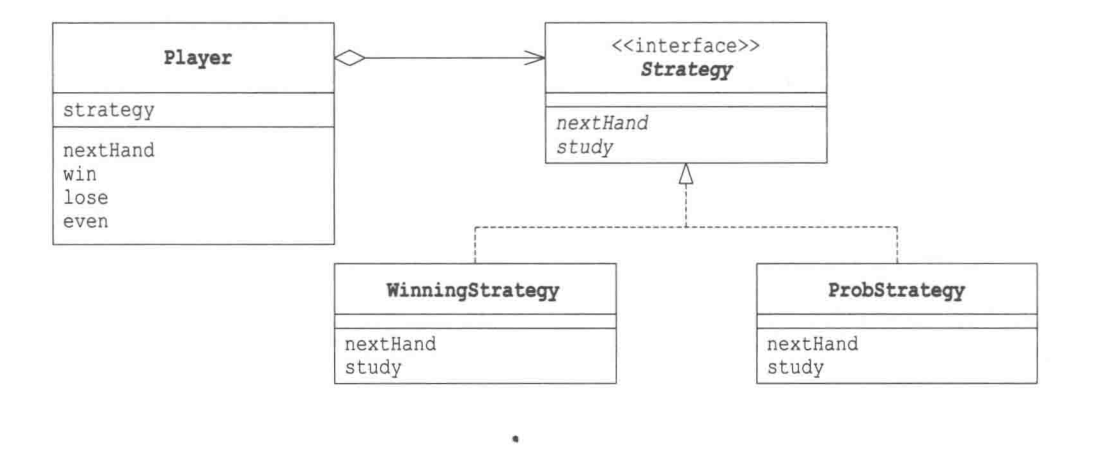 Player
strategy
nextHand
win
lose
even
<<interface>>
Strategy
nextHand
study
WinningStrategy
nextHand
study
ProbStrategy
nextHand
study